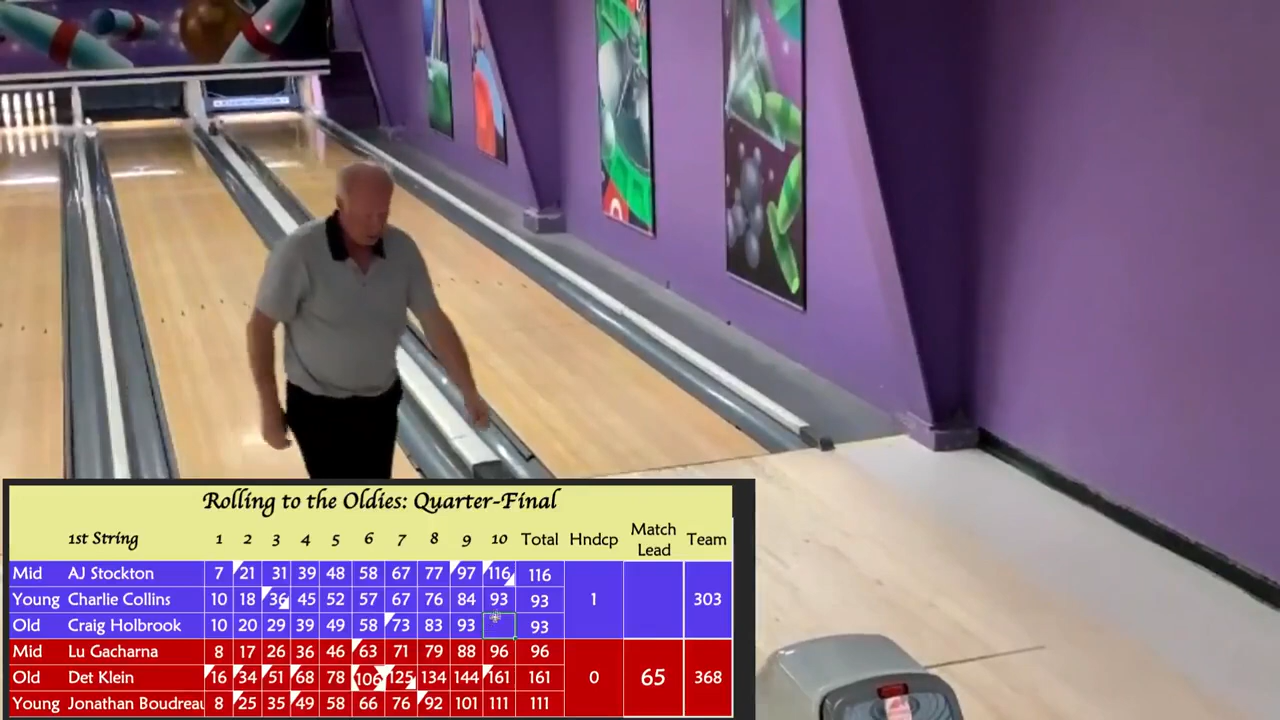 Rolling to the Oldies: Quarter-Final
1st String 1 2 3 4 5 6 7 8 9 10 Total Hndcp Match Lead Team
Mid AJ Stockton 7 21 31 39 48 58 67 77 97 116 116 1 303
Young Charlie Collins 10 18 36 45 52 57 67 76 84 93 93
Old Craig Holbrook 10 20 29 39 49 58 73 83 93 93
Mid Lu Gacharna 8 17 26 36 46 63 71 79 88 96 96 0 65 368
Old Det Klein 16 34 51 68 78 106 125 134 144 161 161
Young Jonathan Boudreau 8 25 35 49 58 66 76 92 101 111 111